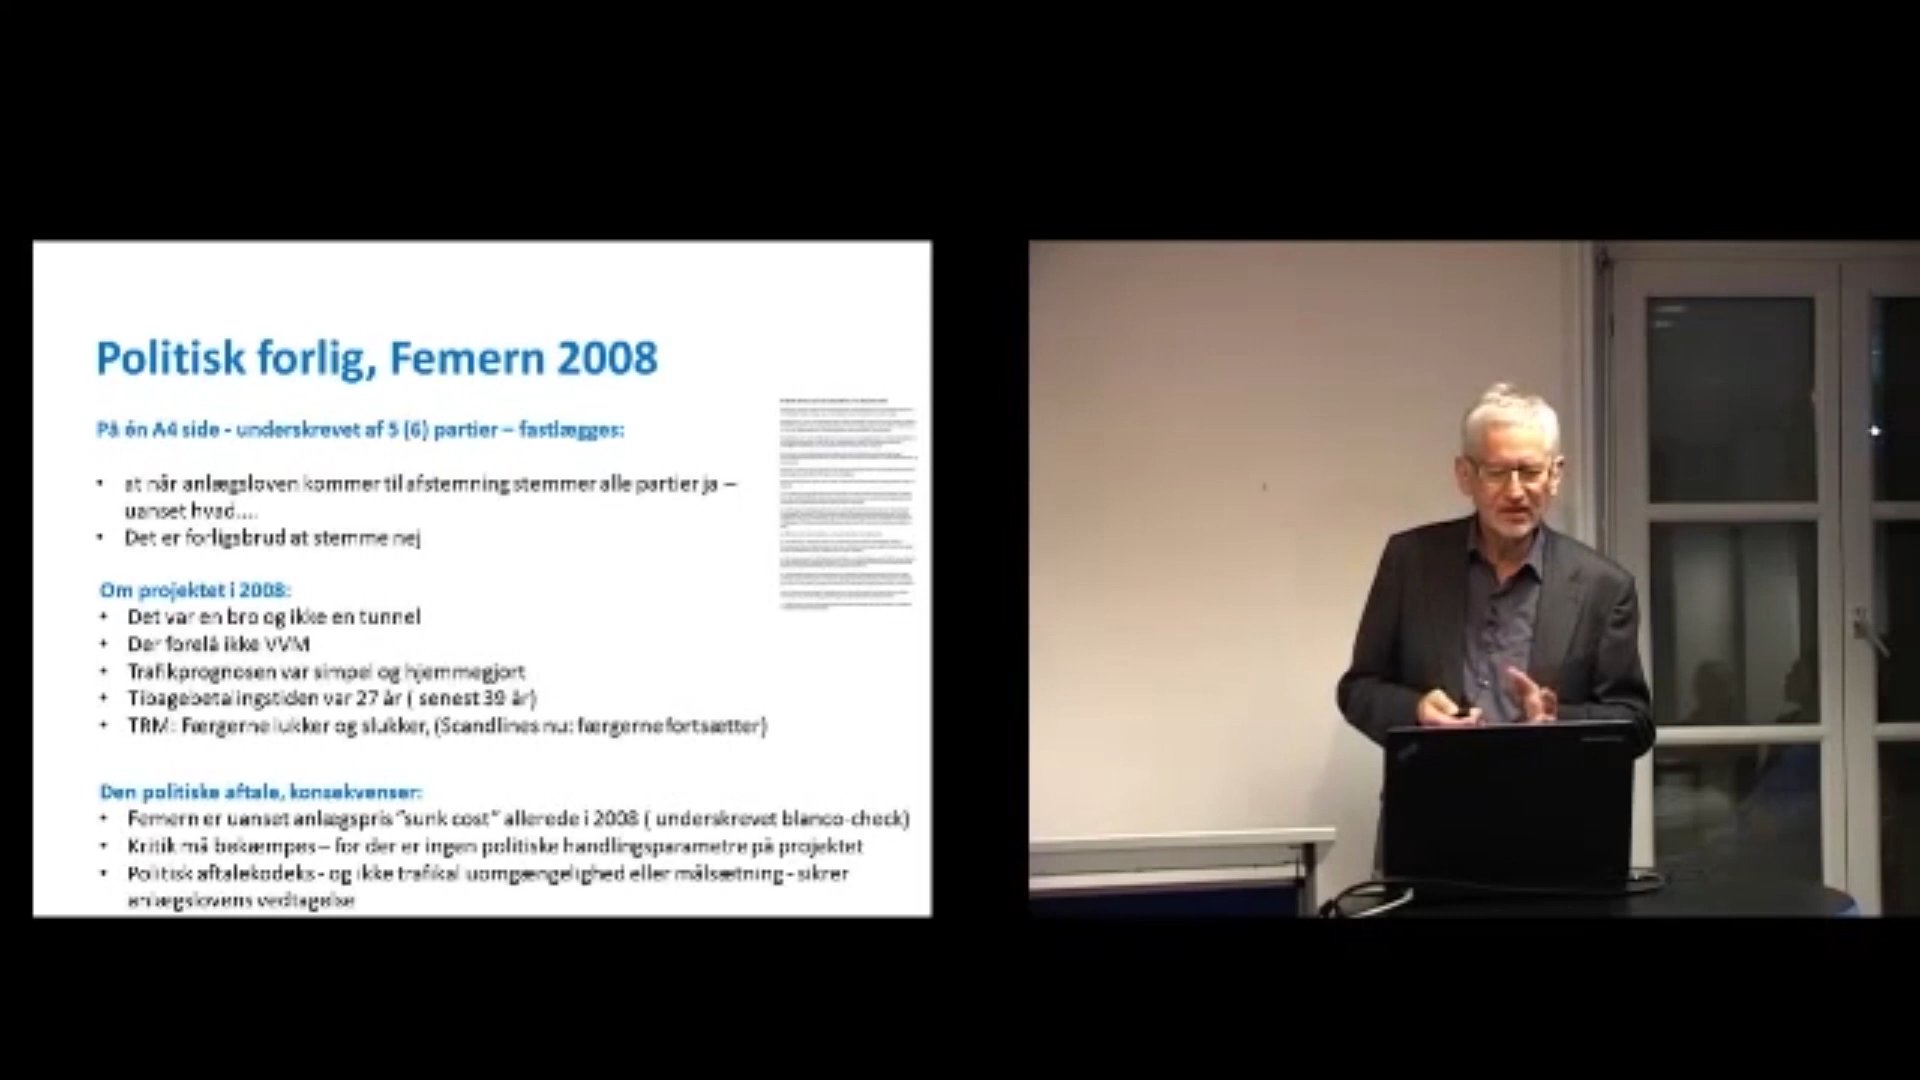 Politisk forlig, Femern 2008
På én A4 side - underskrevet af 5 (6) partier – fastlægges:
• at når anlægsloven kommer til afstemning stemmer alle partier ja –
uanset hvad....
• Det er forligsbrud at stemme nej
Om projektet i 2008:
• Det var en bro og ikke en tunnel
• Der forelå ikke VVM
• Trafikprognosen var simpel og hjemmegjort
• Tibagebetalingstiden var 27 år ( senest 39 år)
• TRM: Færgerne lukker og slukker, (Scandlines nu: færgerne fortsætter)
Den politiske aftale, konsekvenser:
• Femern er uanset anlægspris "sunk cost" allerede i 2008 ( underskrevet blanco-check)
• Kritik må bekæmpes – for der er ingen politiske handlingsparametre på projektet
• Politisk aftalekodeks - og ikke trafikal uomgængelighed eller målsætning - sikrer
anlægslovens vedtagelse